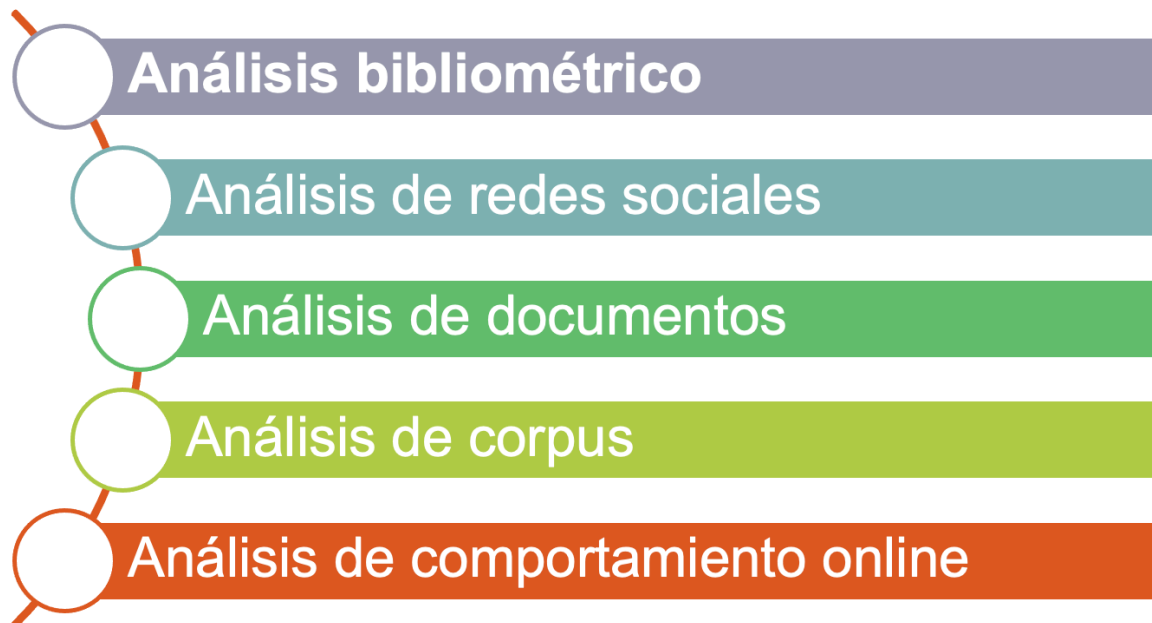 Análisis bibliométrico
Análisis de redes sociales
Análisis de documentos
Análisis de corpus
Análisis de comportamiento online